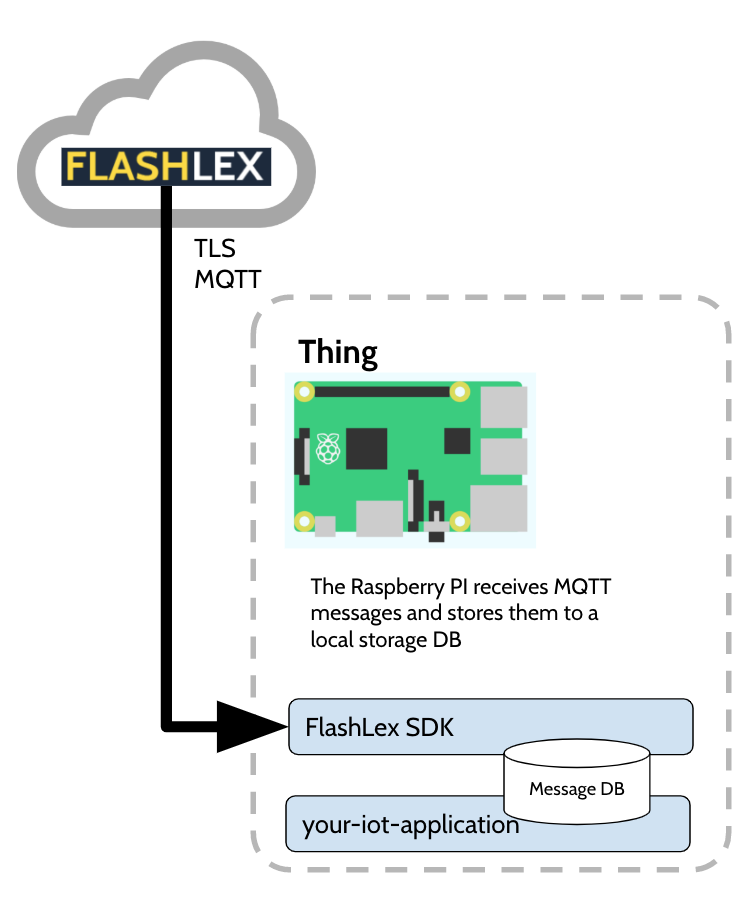 FLASHLEX
TLS
MQTT
Thing
The Raspberry PI receives MQTT
messages and stores them to a
local storage DB
FlashLex SDK
Message DB
your-iot-application